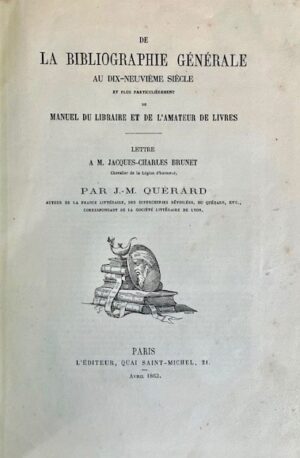 DE
LA BIBLIOGRAPHIE GÉNÉRALE
AU DIX-NEUVIÈME SIÈCLE
ET PLUS PARTICULIÈREMENT
DU
MANUEL DU LIBRAIRE ET DE L'AMATEUR DE LIVRES
LETTRE
A M. JACQUES-CHARLES BRUNET
Chevalier de la Légion d'honneur,
PAR J.-M. QUÉRARD
AUTEUR DE LA FRANCE LITTÉRAIRE, DES SUPERCHERIES DÉVOILÉES, DU QUÉRARD, ETC.,
CORRESPONDANT DE LA SOCIÉTÉ LITTÉRAIRE DE LYON.
PARIS
L'ÉDITEUR, QUAI SAINT-MICHEL, 21.
Avril 1863.